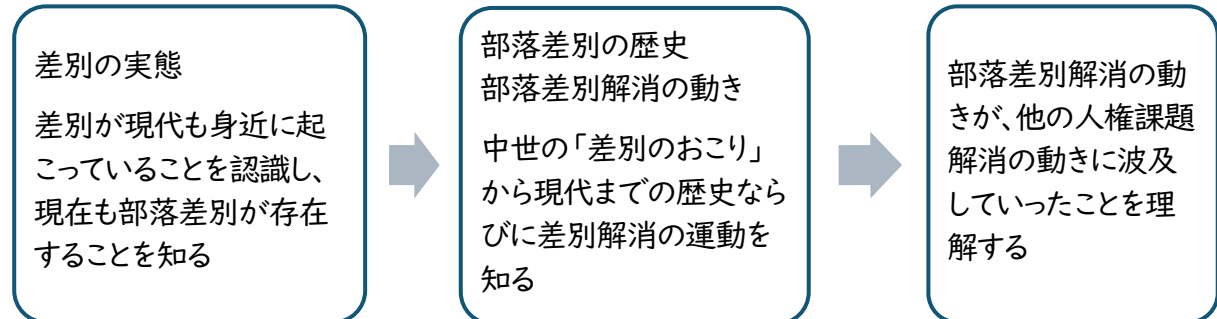 差別の実態
差別が現代も身近に起
こっていることを認識し、
現在も部落差別が存在
することを知る
部落差別の歴史
部落差別解消の動き
中世の「差別のおこり」
から現代までの歴史なら
びに差別解消の運動を
知る
部落差別解消の動
きが、他の人権課題
解消の動きに波及
していったことを理
解する